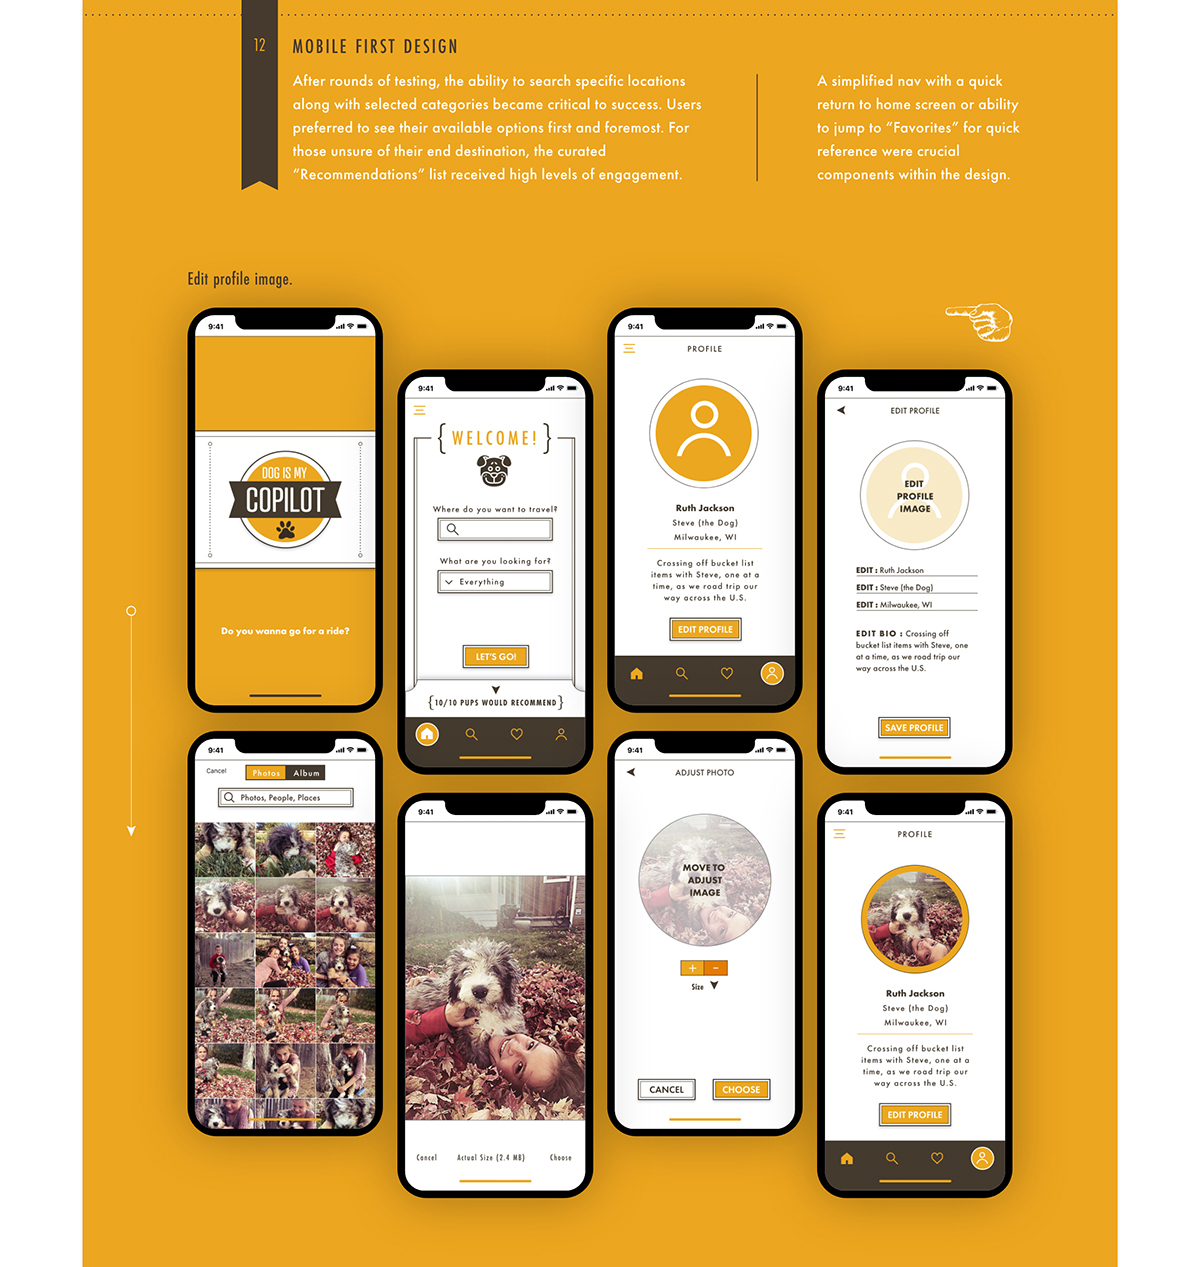 12
MOBILE FIRST DESIGN
After rounds of testing, the ability to search specific locations
along with selected categories became critical to success. Users
preferred to see their available options first and foremost. For
those unsure of their end destination, the curated
“Recommendations” list received high levels of engagement.
A simplified nav with a quick
return to home screen or ability
to jump to “Favorites” for quick
reference were crucial
components within the design.
Edit profile image.
9:41
DOG IS MY
COPILOT
Do you wanna go for a ride?
9:41
{WELCOME!}
Where do you want to travel?
What are you looking for?
Everything
LET'S GO!
{10/10 PUPS WOULD RECOMMEND}
9:41
PROFILE
Ruth Jackson
Steve (the Dog)
Milwaukee, WI
Crossing off bucket list
items with Steve, one at a
time, as we road trip our
way across the U.S.
EDIT PROFILE
9:41
EDIT PROFILE
EDIT
PROFILE
IMAGE
EDIT : Ruth Jackson
EDIT : Steve (the Dog)
EDIT : Milwaukee, WI
EDIT BIO : Crossing off
bucket list items with Steve, one
at a time, as we road trip our
way across the U.S.
SAVE PROFILE
9:41
Cancel
Photos
Album
Photos, People, Places
9:41
Cancel
Actual Size (2.4 MB)
Choose
9:41
ADJUST PHOTO
MOVE TO
ADJUST
IMAGE
+ -
Size
CANCEL
CHOOSE
9:41
PROFILE
Ruth Jackson
Steve (the Dog)
Milwaukee, WI
Crossing off bucket list
items with Steve, one at a
time, as we road trip our
way across the U.S.
EDIT PROFILE